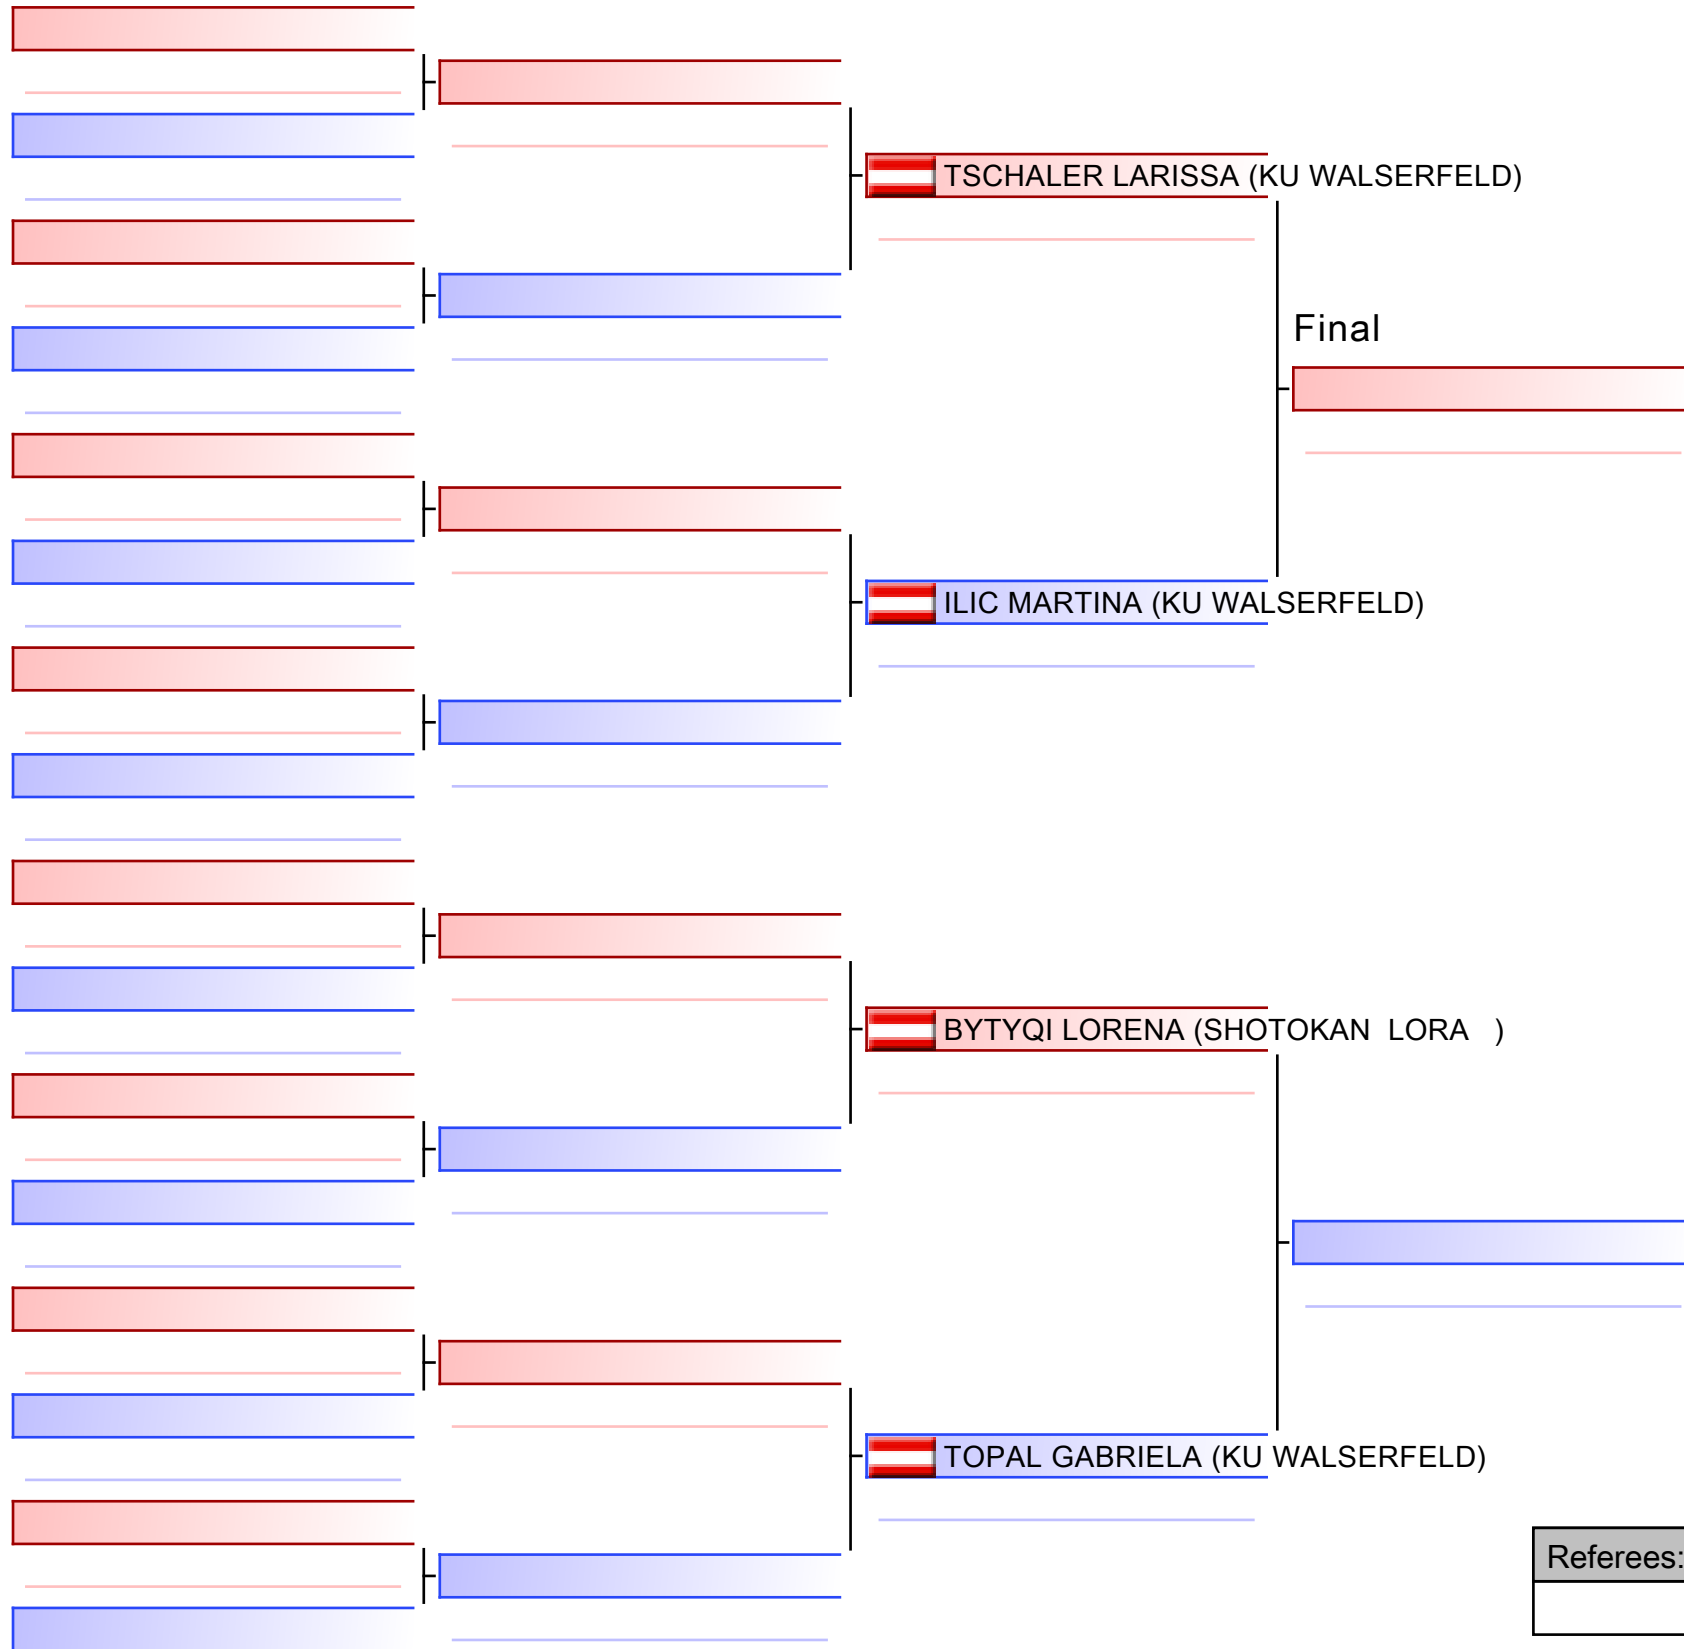 TSCHALER LARISSA (KU WALSERFELD)
Final
ILIC MARTINA (KU WALSERFELD)
BYTYQI LORENA (SHOTOKAN  LORA   )
TOPAL GABRIELA (KU WALSERFELD)
Referees: